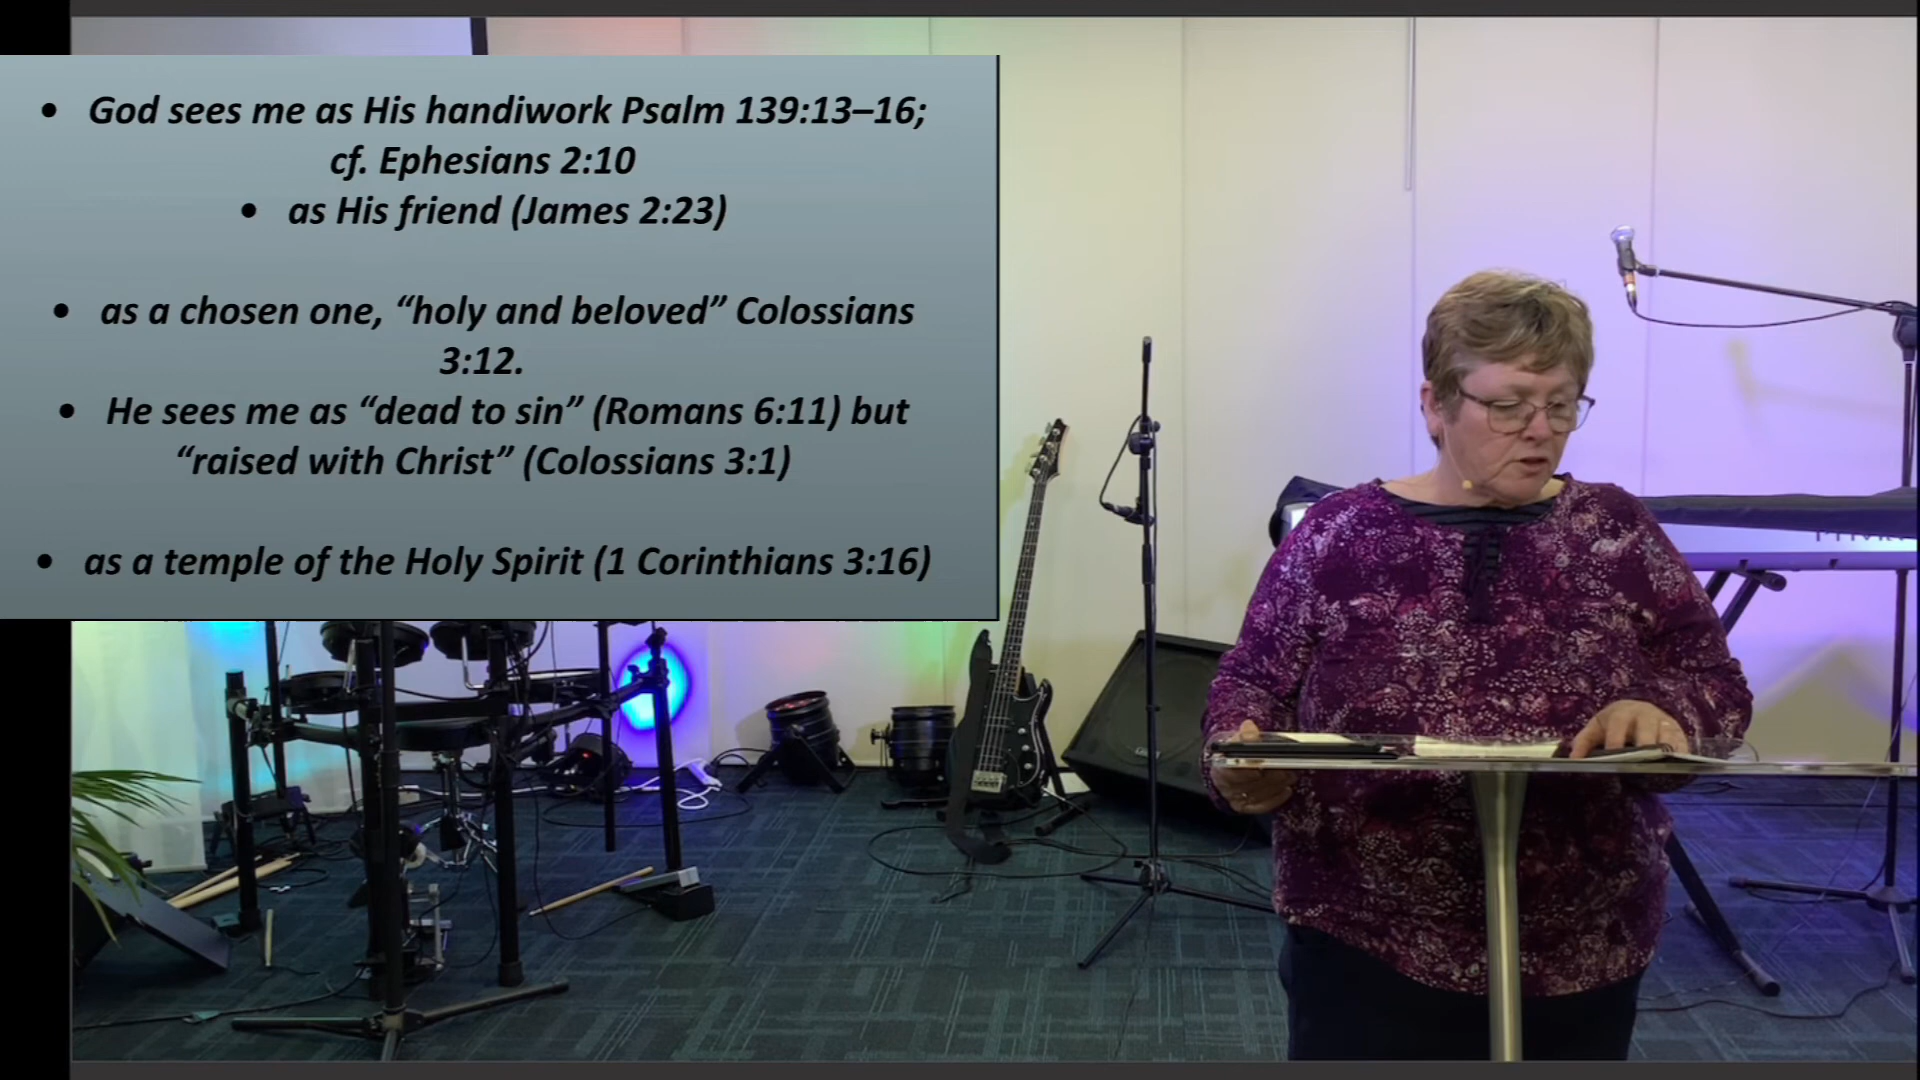 • God sees me as His handiwork Psalm 139:13–16;
cf. Ephesians 2:10
• as His friend (James 2:23)
• as a chosen one, “holy and beloved” Colossians
3:12.
• He sees me as “dead to sin” (Romans 6:11) but
“raised with Christ” (Colossians 3:1)
• as a temple of the Holy Spirit (1 Corinthians 3:16)